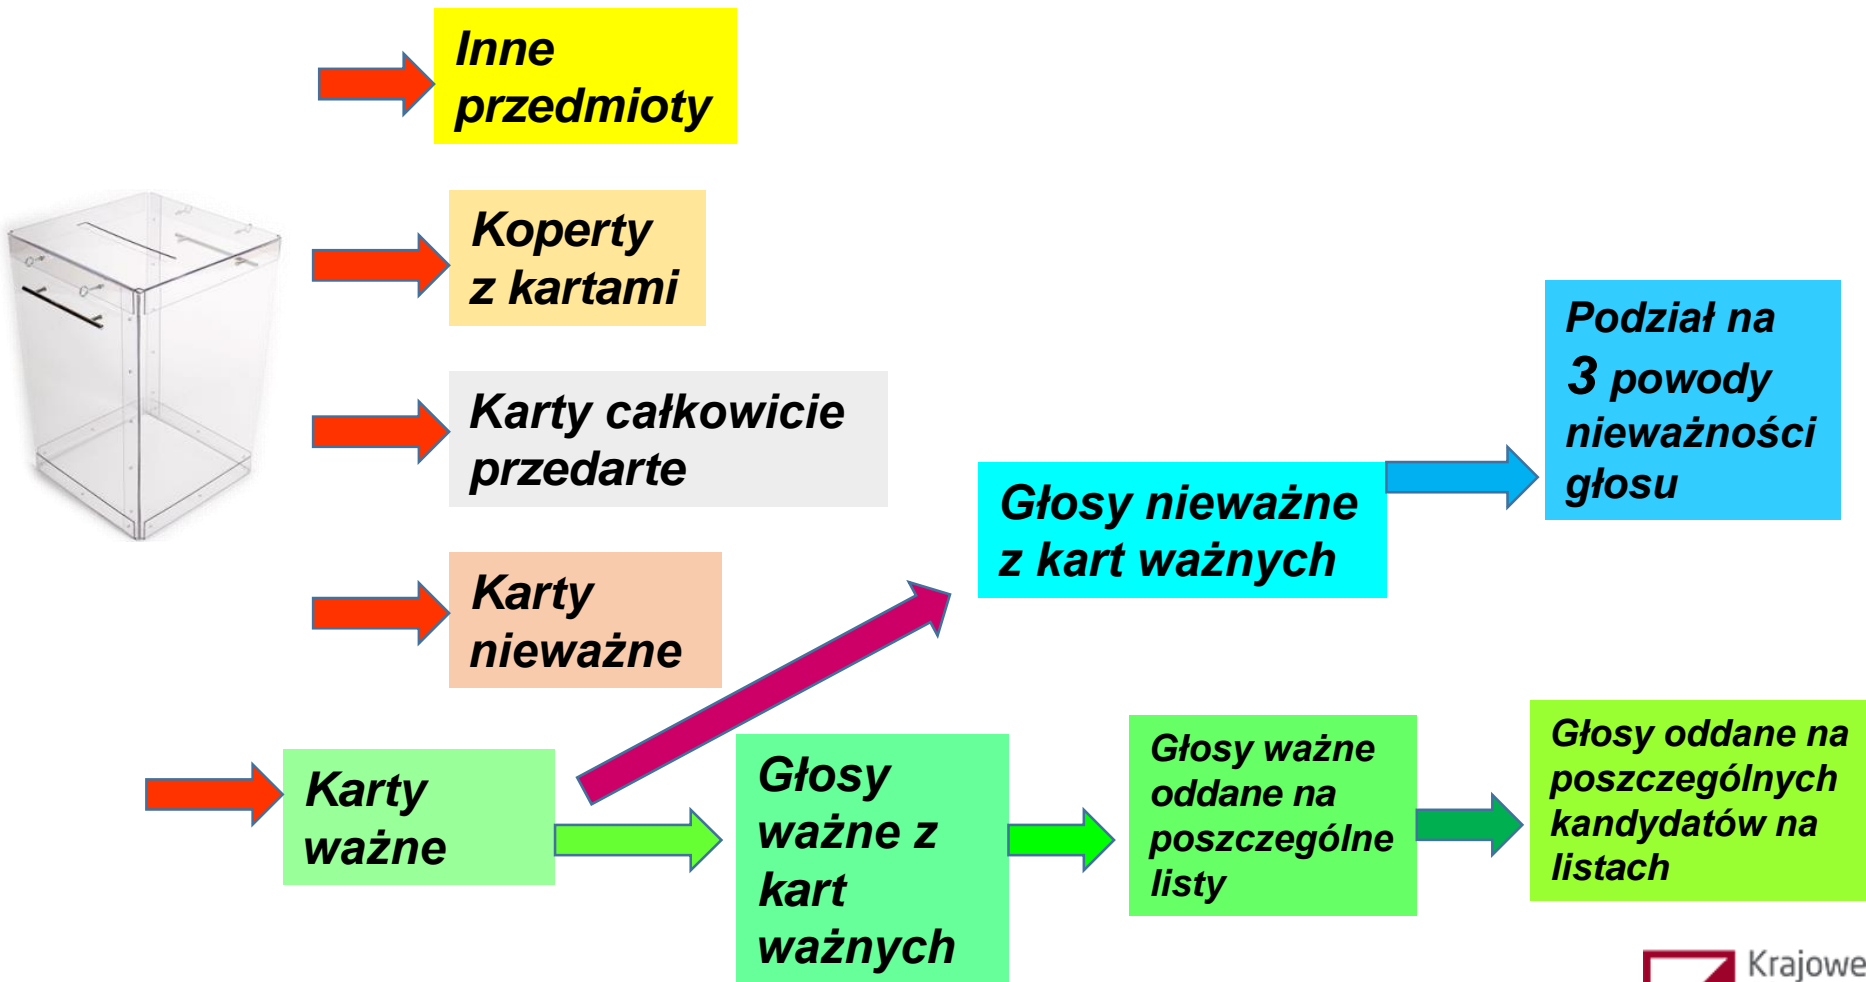 Inne
przedmioty
Koperty
z kartami
Karty całkowicie
przedarte
Karty
nieważne
Głosy nieważne
z kart ważnych
Podział na
3 powody
nieważności
głosu
Karty
ważne
Głosy
ważne z
kart
ważnych
Głosy ważne
oddane na
poszczególne
listy
Głosy oddane na
poszczególnych
kandydatów na
listach
Krajowe